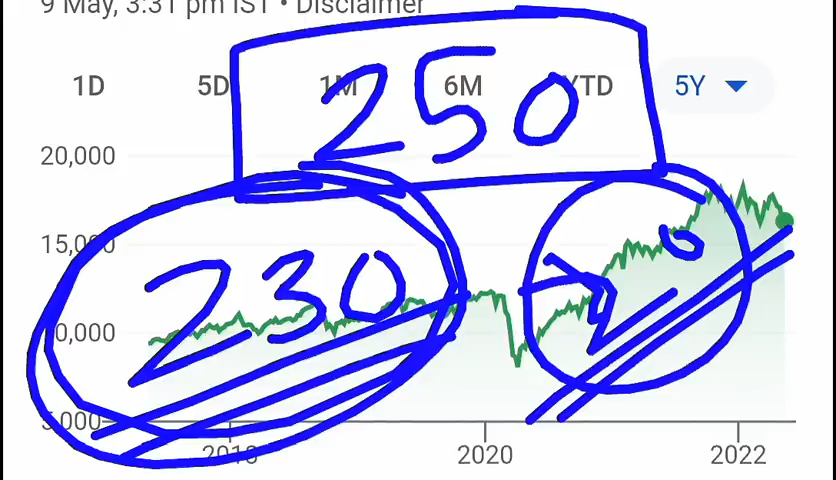 9 May, 3:31 pm IST • Disclaimer
250
1D 5D 1M 6M YTD 5Y
20,000
15,000
230
10,000
5,000
2018 2020 2022